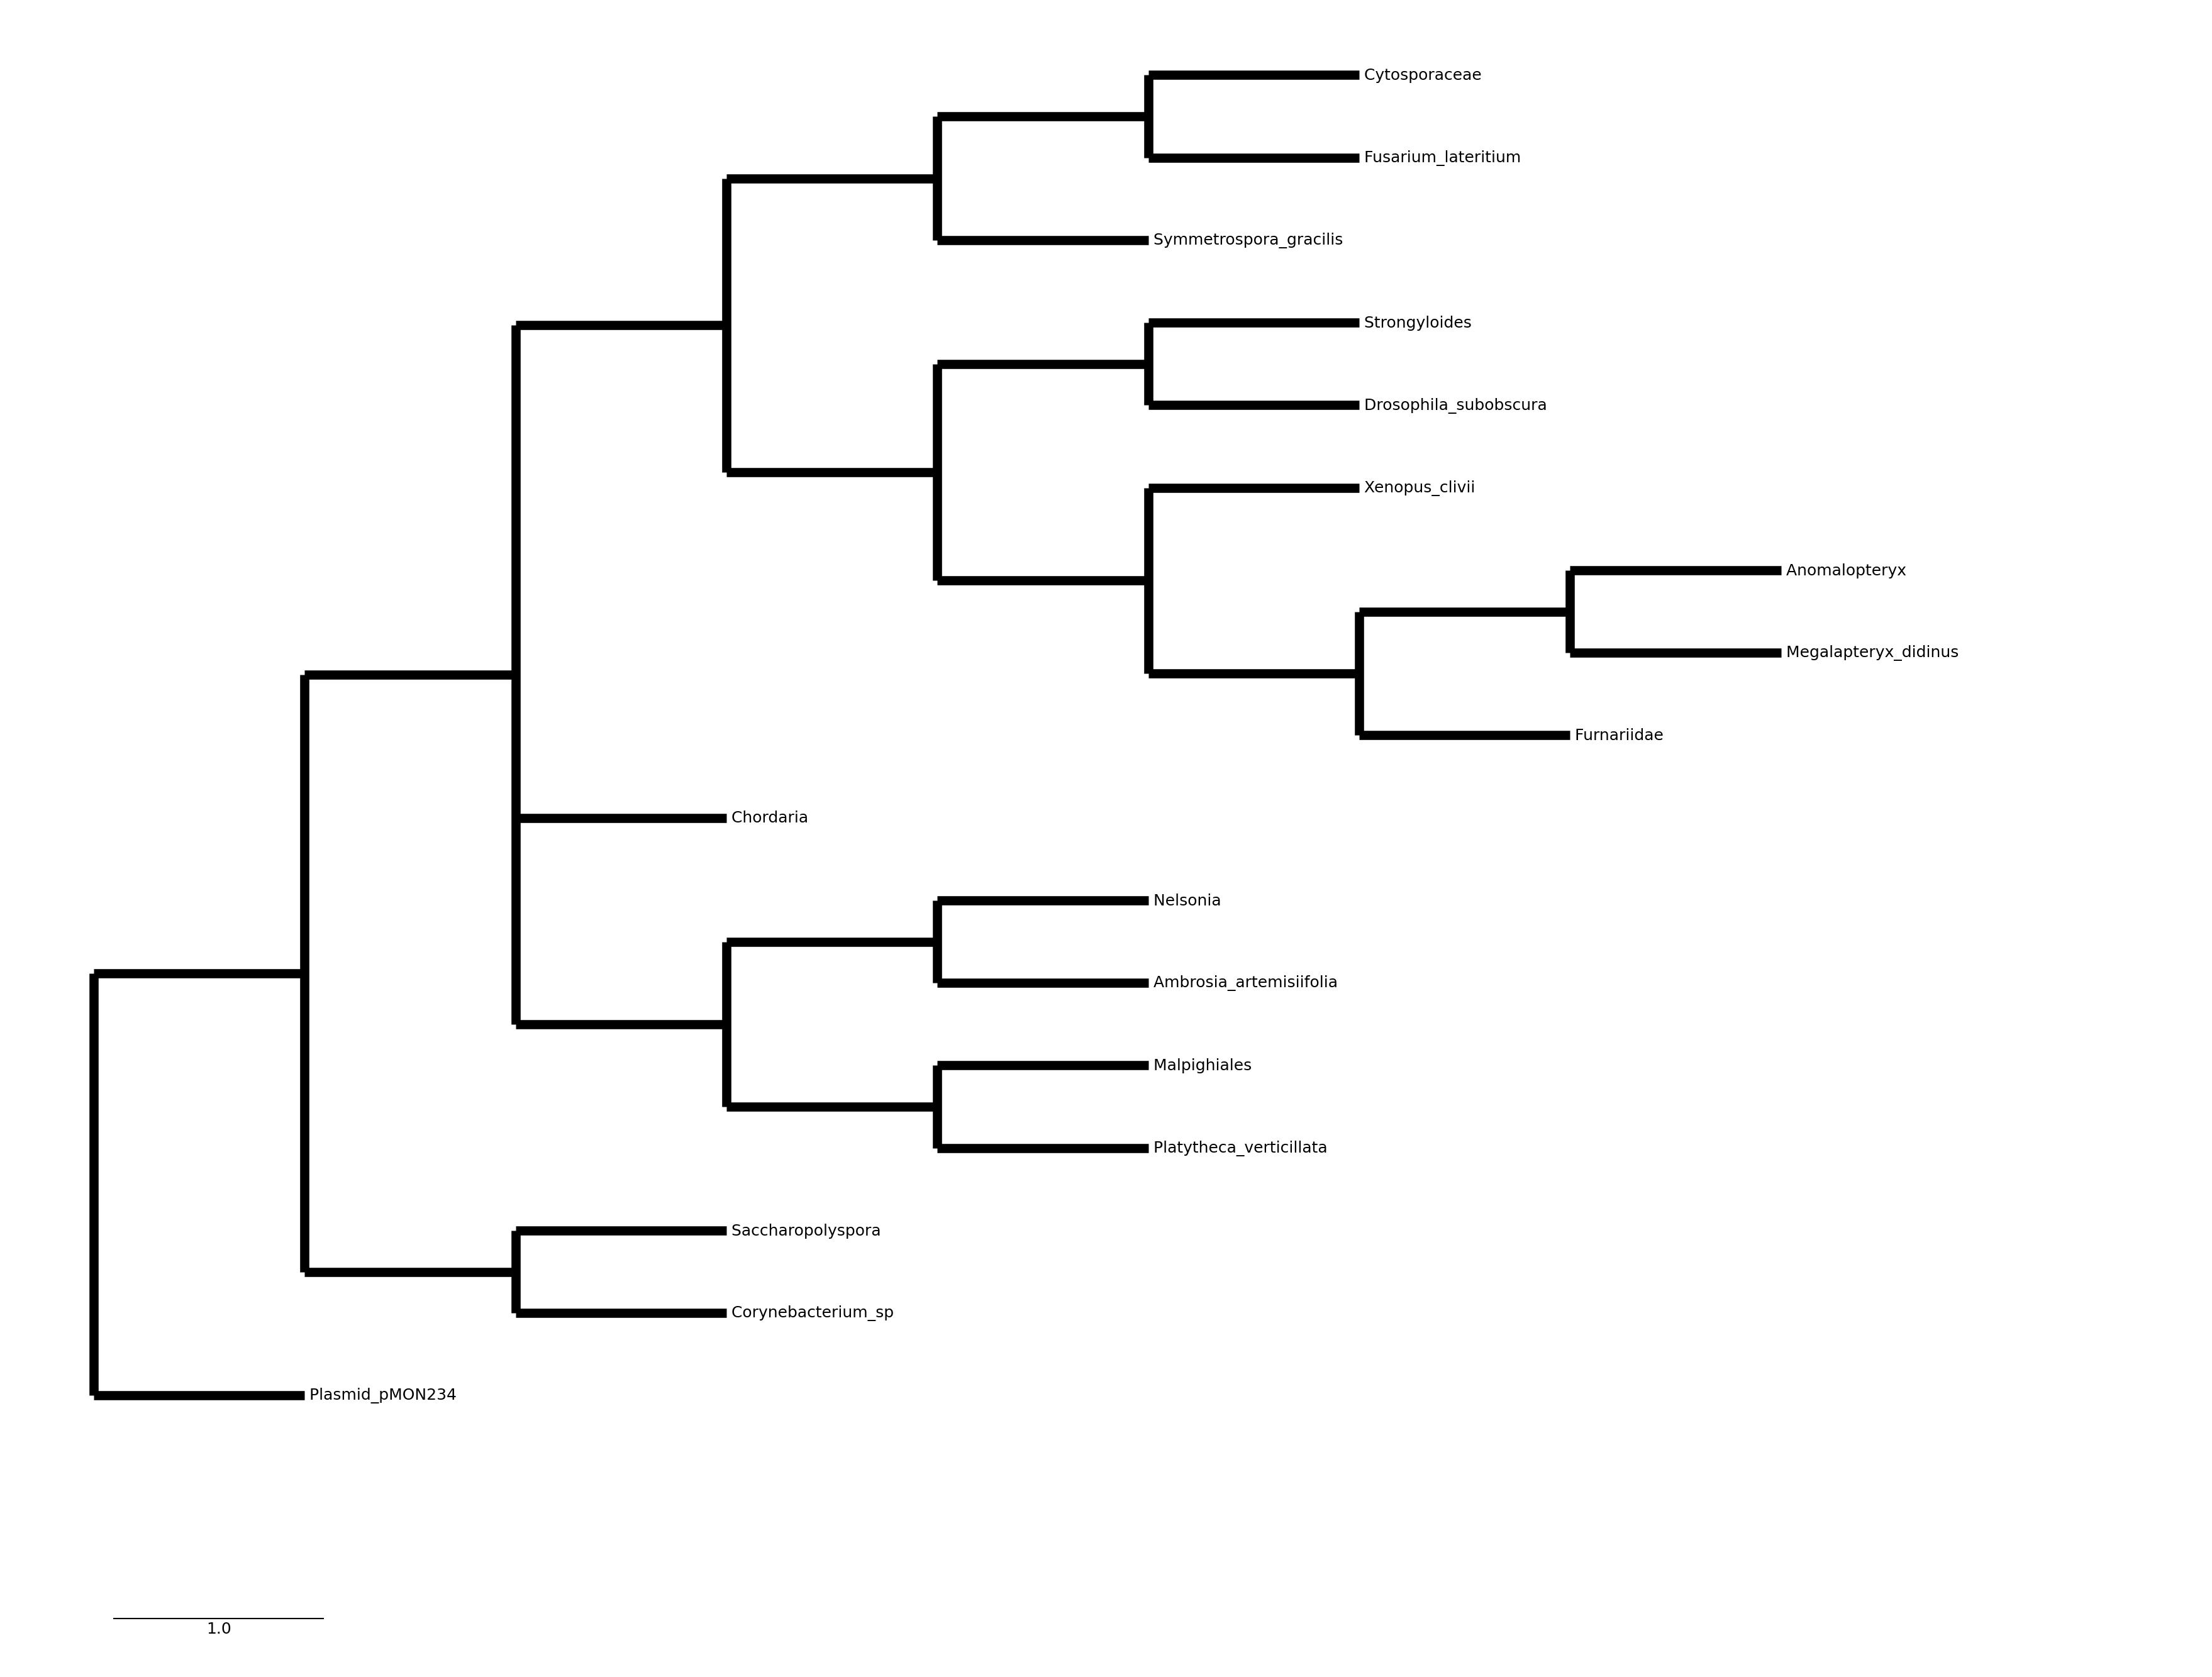 Cytosporaceae
Fusarium_lateritium
Symmetrospora_gracilis
Strongyloides
Drosophila_subobscura
Xenopus_clivii
Anomalopteryx
Megalapteryx_didinus
Furnariidae
Chordaria
Nelsonia
Ambrosia_artemisiifolia
Malpighiales
Platytheca_verticillata
Saccharopolyspora
Corynebacterium_sp
Plasmid_pMON234
1.0